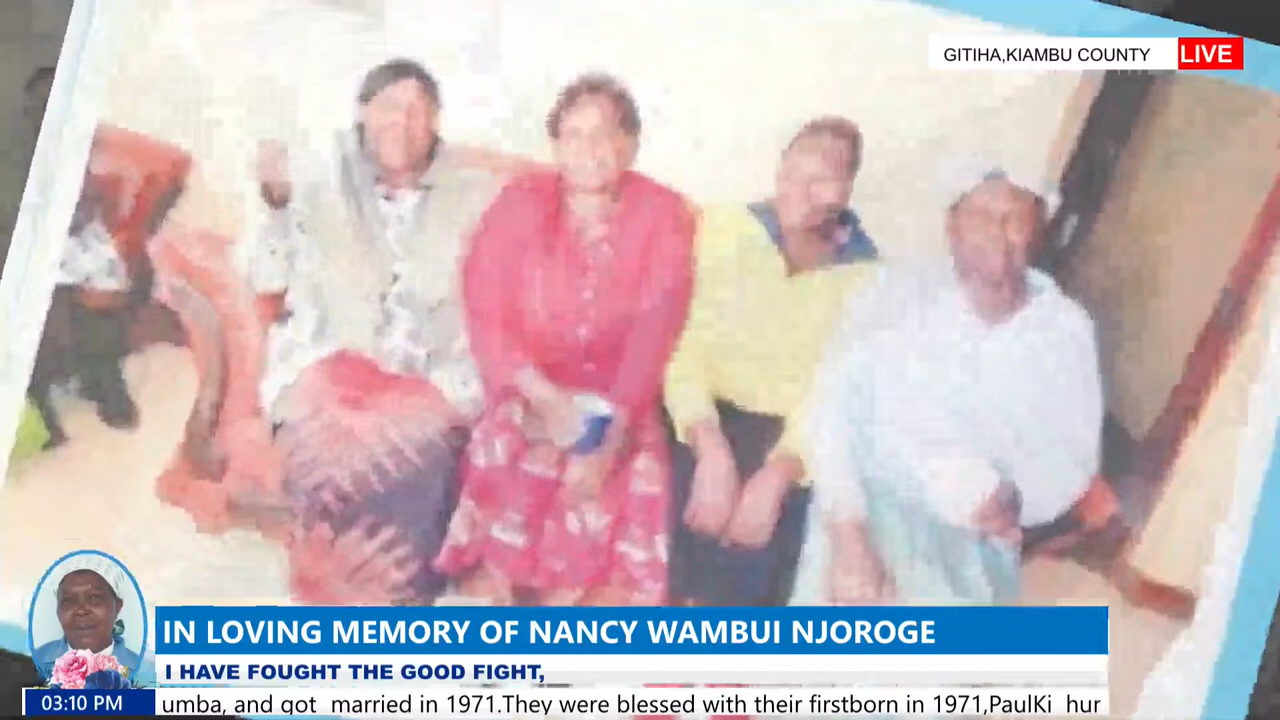 GITIHA,KIAMBU COUNTY
LIVE
IN LOVING MEMORY OF NANCY WAMBUI NJOROGE
I HAVE FOUGHT THE GOOD FIGHT,
03:10 PM
umba, and got married in 1971.They were blessed with their firstborn in 1971,PaulKi hur